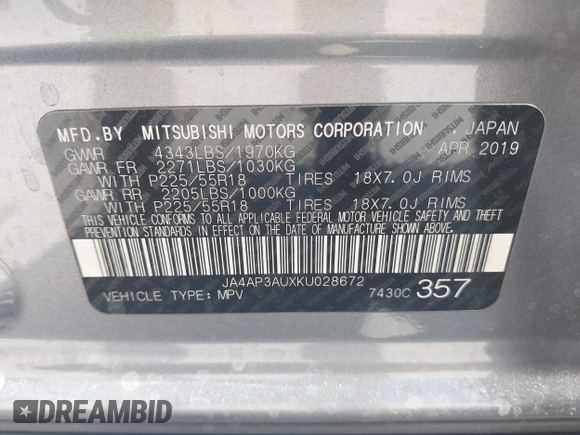 MFD.BY MITSUBISHI MOTORS CORPORATION. JAPAN
GVWR 4343LBS/1970KG APR 2019
GAWR FR 2271LBS/1030KG
WITH P225/55R18 TIRES 18X7.0J RIMS
GAWR RR 2205LBS/1000KG
WITH P225/55R18 TIRES 18X7.0J RIMS
THIS VEHICLE CONFORMS TO ALL APPLICABLE FEDERAL MOTOR VEHICLE SAFETY AND THEFT
PREVENTION STANDARDS IN EFFECT ON THE DATE OF MANUFACTURE SHOWN ABOVE.
JA4AP3AUXKU028672
VEHICLE TYPE: MPV 7430C 357
DREAMBID